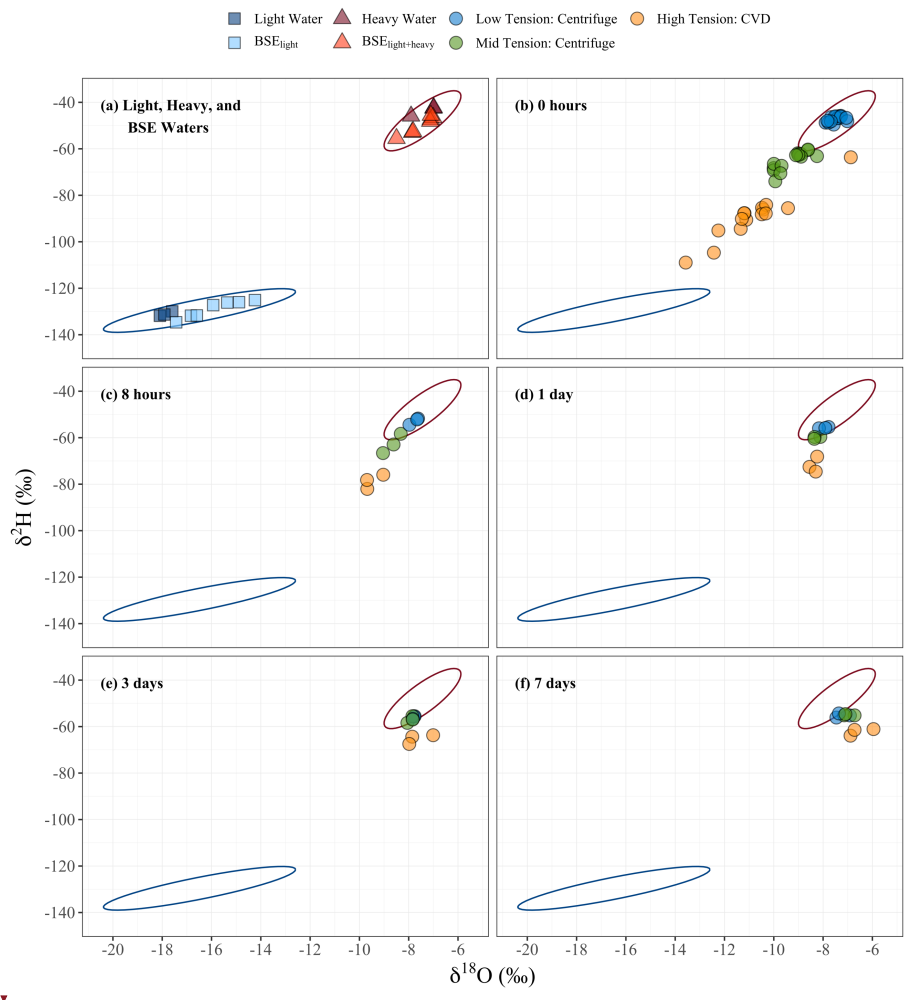 Light Water Heavy Water Low Tension: Centrifuge High Tension: CVD
BSElight BSElight+heavy Mid Tension: Centrifuge
(a) Light, Heavy, and
BSE Waters
(b) 0 hours
-40
-60
-80
-100
-120
-140
(c) 8 hours
(d) 1 day
-40
-60
-80
-100
-120
-140
(e) 3 days
(f) 7 days
-40
-60
-80
-100
-120
-140
δ²H (‰)
-20 -18 -16 -14 -12 -10 -8 -6 -20 -18 -16 -14 -12 -10 -8 -6
δ¹⁸O (‰)